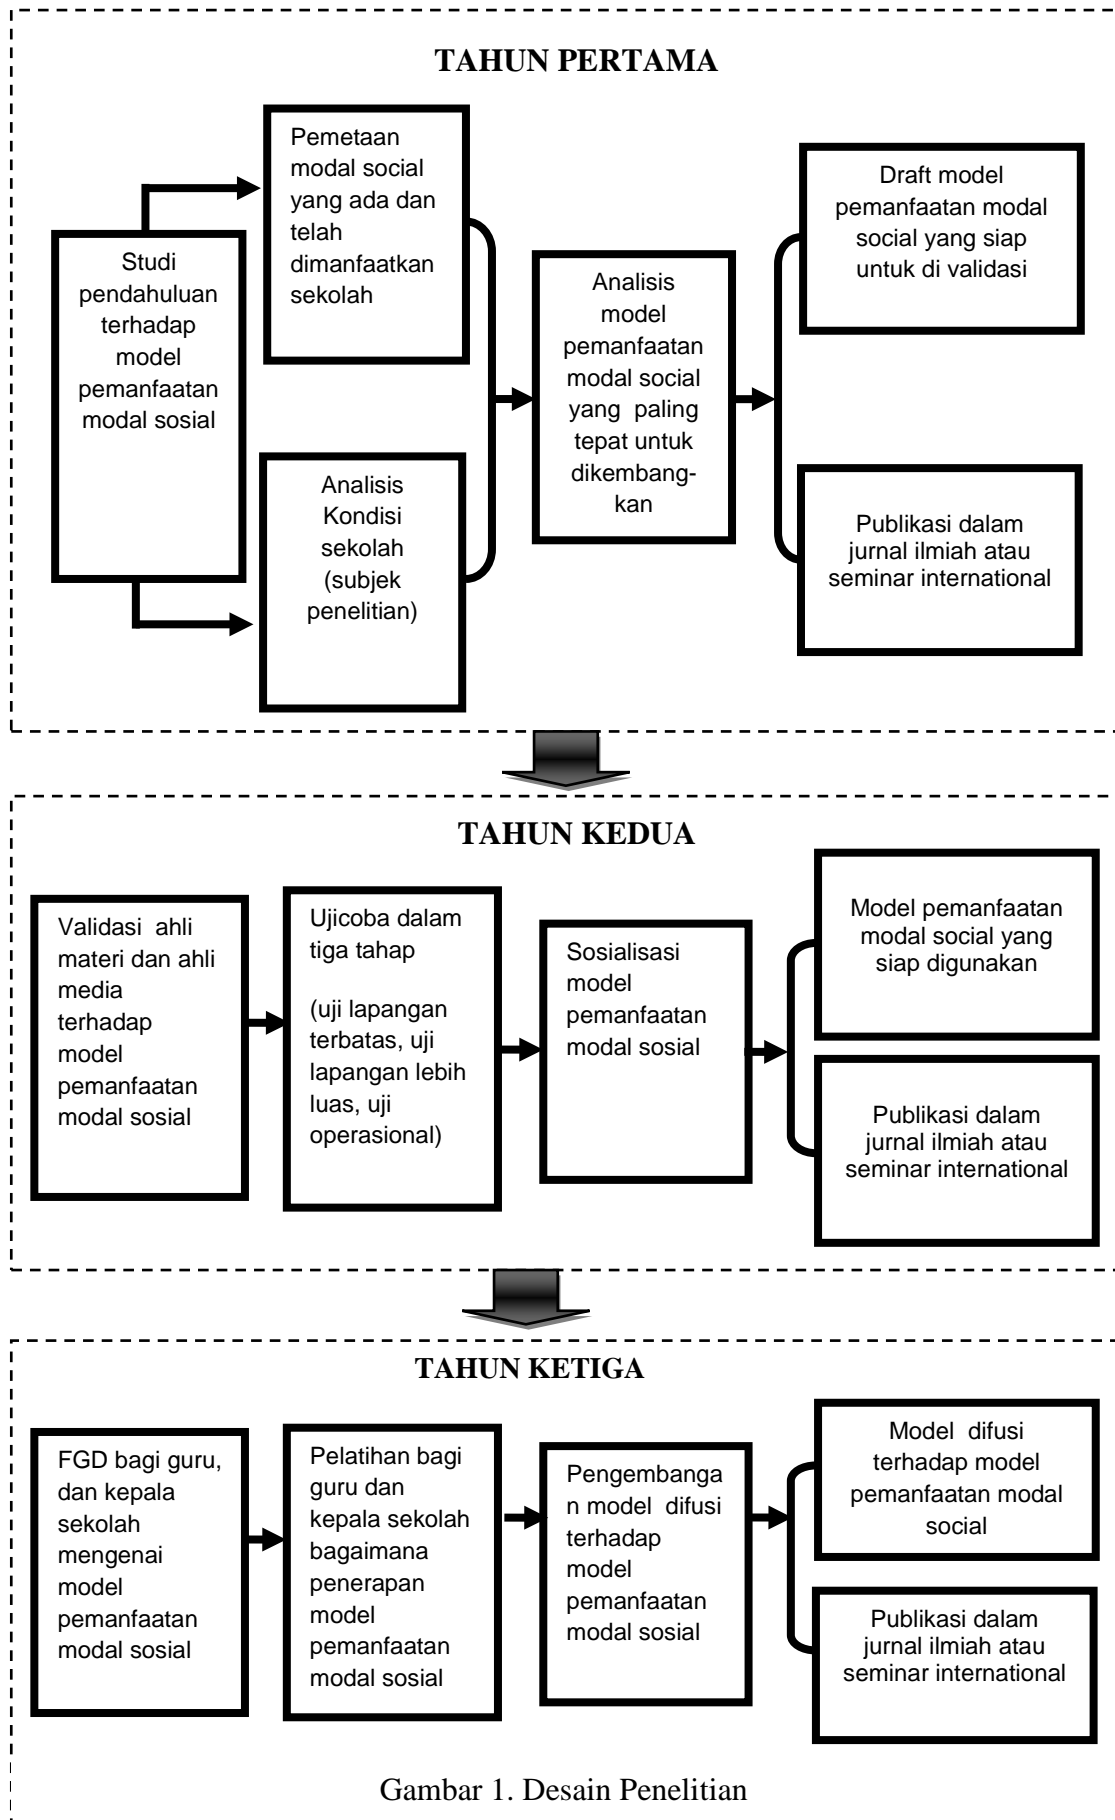 TAHUN PERTAMA
Studi
pendahuluan
terhadap
model
pemanfaatan
modal sosial
Pemetaan
modal social
yang ada dan
telah
dimanfaatkan
sekolah
Analisis
Kondisi
sekolah
(subjek
penelitian)
Analisis
model
pemanfaatan
modal social
yang  paling
tepat untuk
dikembang-
kan
Draft model
pemanfaatan modal
social yang siap
untuk di validasi
Publikasi dalam
jurnal ilmiah atau
seminar international
TAHUN KEDUA
Validasi  ahli
materi dan ahli
media
terhadap
model
pemanfaatan
modal sosial
Ujicoba dalam
tiga tahap
(uji lapangan
terbatas, uji
lapangan lebih
luas, uji
operasional)
Sosialisasi
model
pemanfaatan
modal sosial
Model pemanfaatan
modal social yang
siap digunakan
Publikasi dalam
jurnal ilmiah atau
seminar international
TAHUN KETIGA
FGD bagi guru,
dan kepala
sekolah
mengenai
model
pemanfaatan
modal sosial
Pelatihan bagi
guru dan
kepala sekolah
bagaimana
penerapan
model
pemanfaatan
modal sosial
Pengembanga
n model  difusi
terhadap
model
pemanfaatan
modal sosial
Model  difusi
terhadap model
pemanfaatan modal
social
Publikasi dalam
jurnal ilmiah atau
seminar international
Gambar 1. Desain Penelitian